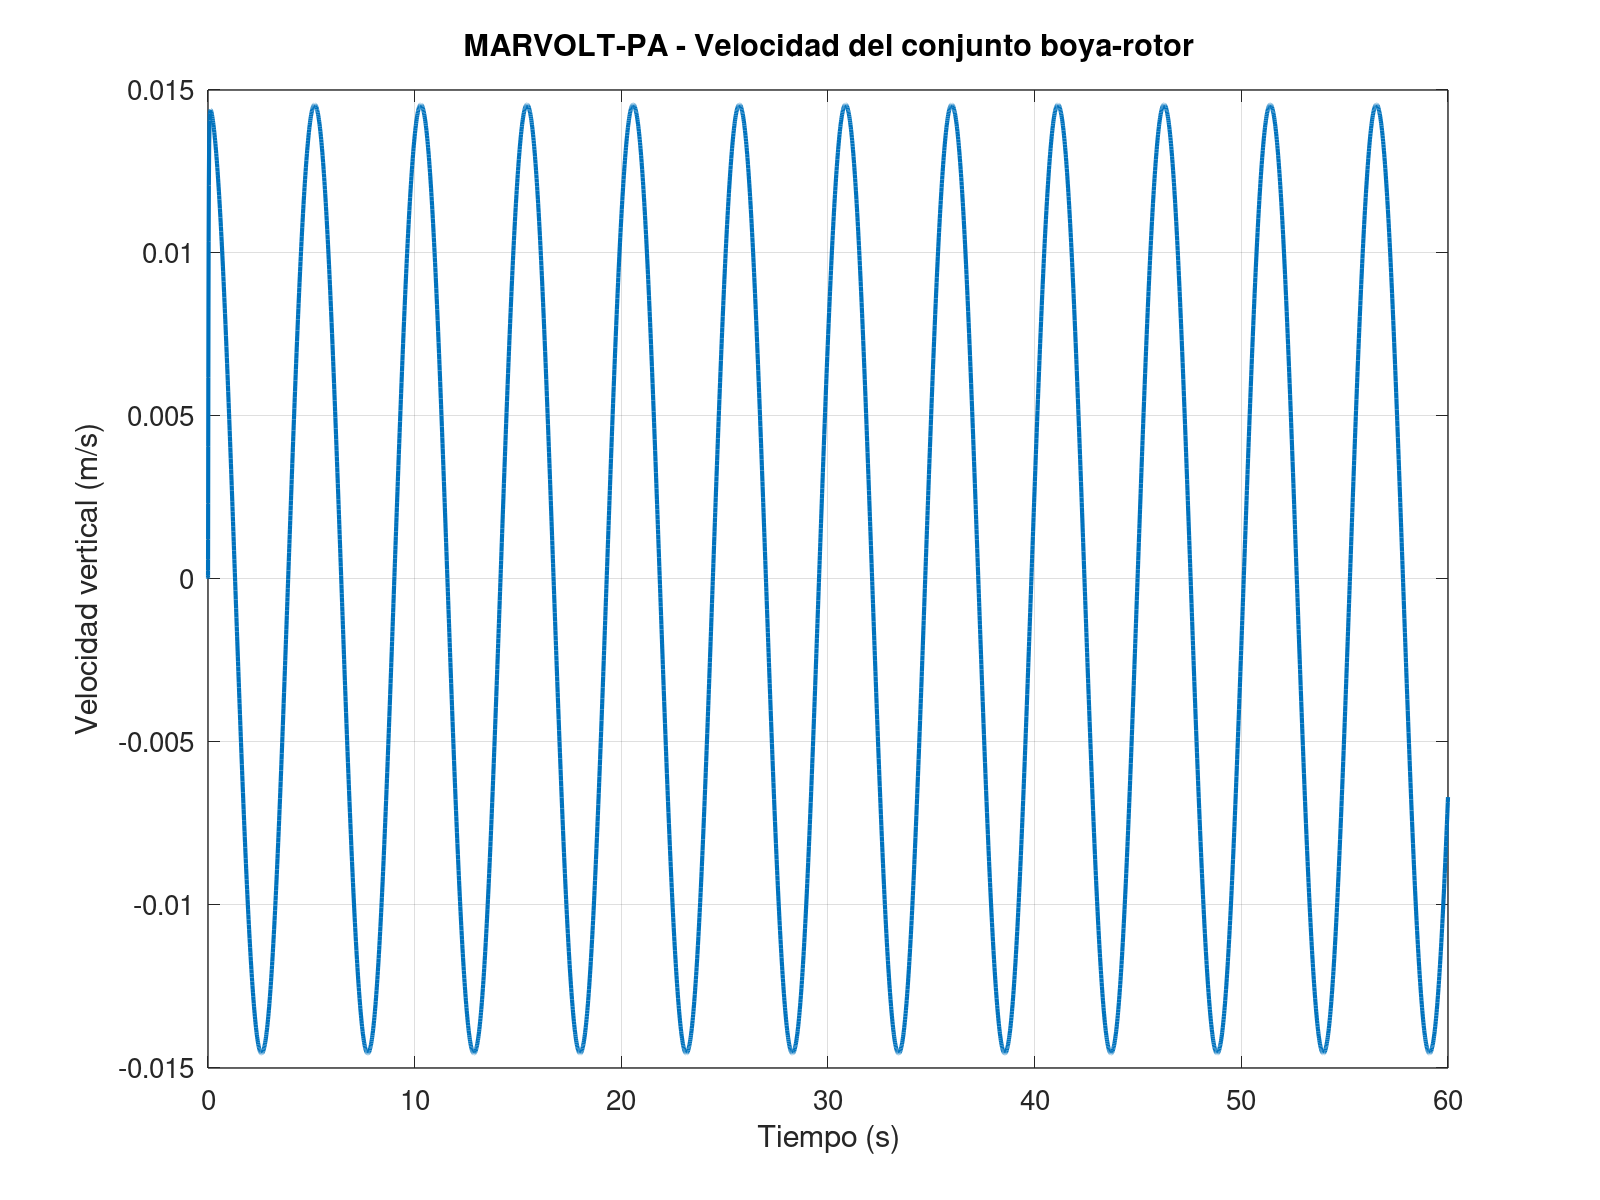 MARVOLT-PA - Velocidad del conjunto boya-rotor
0.015
0.01
0.005
0
-0.005
-0.01
-0.015
Velocidad vertical (m/s)
0 10 20 30 40 50 60
Tiempo (s)